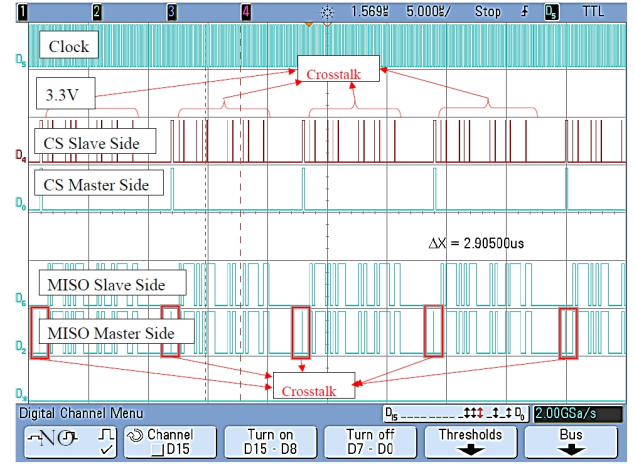 1 2 3 4 1.569% 5.000%/ Stop D5 TTL
Clock
D5
Crosstalk
3.3V
CS Slave Side
D4
CS Master Side
D0
ΔX = 2.90500us
MISO Slave Side
D6
MISO Master Side
D2
Crosstalk
D*
Digital Channel Menu D15 D0 2.00GSa/s
Channel D15
Turn on D15 - D8
Turn off D7 - D0
Thresholds
Bus